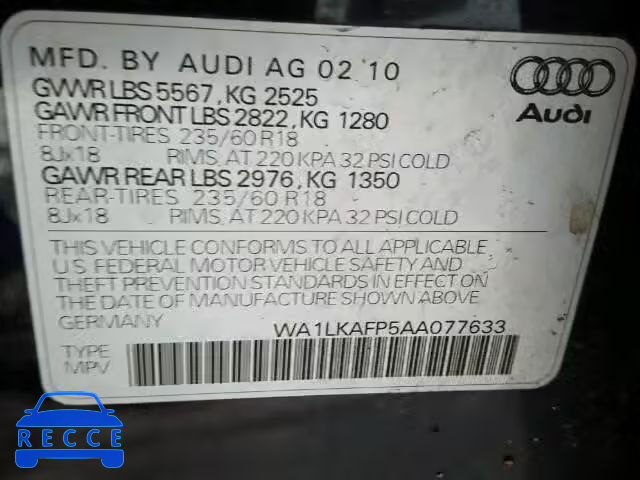 MFD. BY AUDI AG 02 10
GVWR LBS 5567, KG 2525
GAWR FRONT LBS 2822, KG 1280
FRONT-TIRES 235/60 R18
8Jx18 RIMS, AT 220 KPA 32 PSI COLD
GAWR REAR LBS 2976, KG 1350
REAR-TIRES 235/60 R18
8Jx18 RIMS, AT 220 KPA 32 PSI COLD
Audi
THIS VEHICLE CONFORMS TO ALL APPLICABLE
U S FEDERAL MOTOR VEHICLE SAFETY AND
THEFT PREVENTION STANDARDS IN EFFECT ON
THE DATE OF MANUFACTURE SHOWN ABOVE.
GERMANY WA1LKAFP5AA077633
TYPE
MPV
RECCE